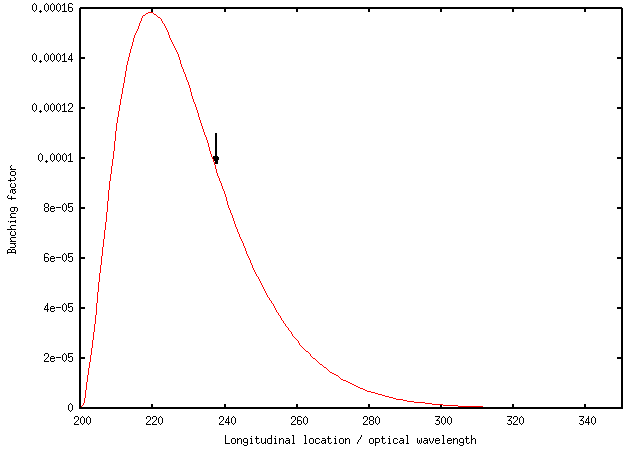 0.00016
0.00014
0.00012
0.0001
8e-05
6e-05
4e-05
2e-05
0
Bunching factor
200 220 240 260 280 300 320 340
Longitudinal location / optical wavelength